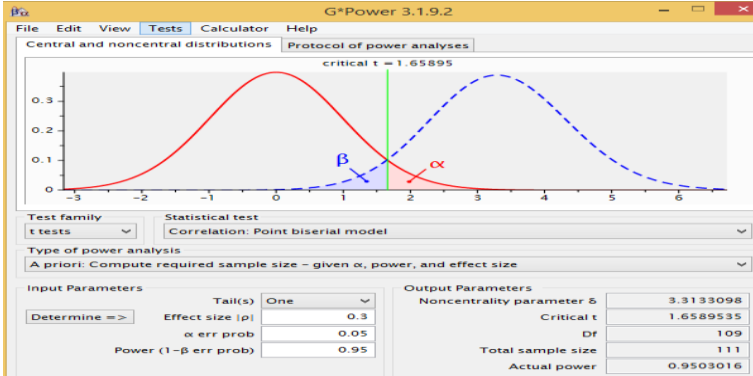 βα G*Power 3.1.9.2
File Edit View Tests Calculator Help
Central and noncentral distributions Protocol of power analyses
critical t = 1.65895
0.3
0.2
0.1
0
β α
-3 -2 -1 0 1 2 3 4 5 6
Test family Statistical test
t tests Correlation: Point biserial model
Type of power analysis
A priori: Compute required sample size – given α, power, and effect size
Input Parameters Output Parameters
Tail(s) One Noncentrality parameter δ 3.3133098
Determine => Effect size |ρ| 0.3 Critical t 1.6589535
α err prob 0.05 Df 109
Power (1-β err prob) 0.95 Total sample size 111
Actual power 0.9503016